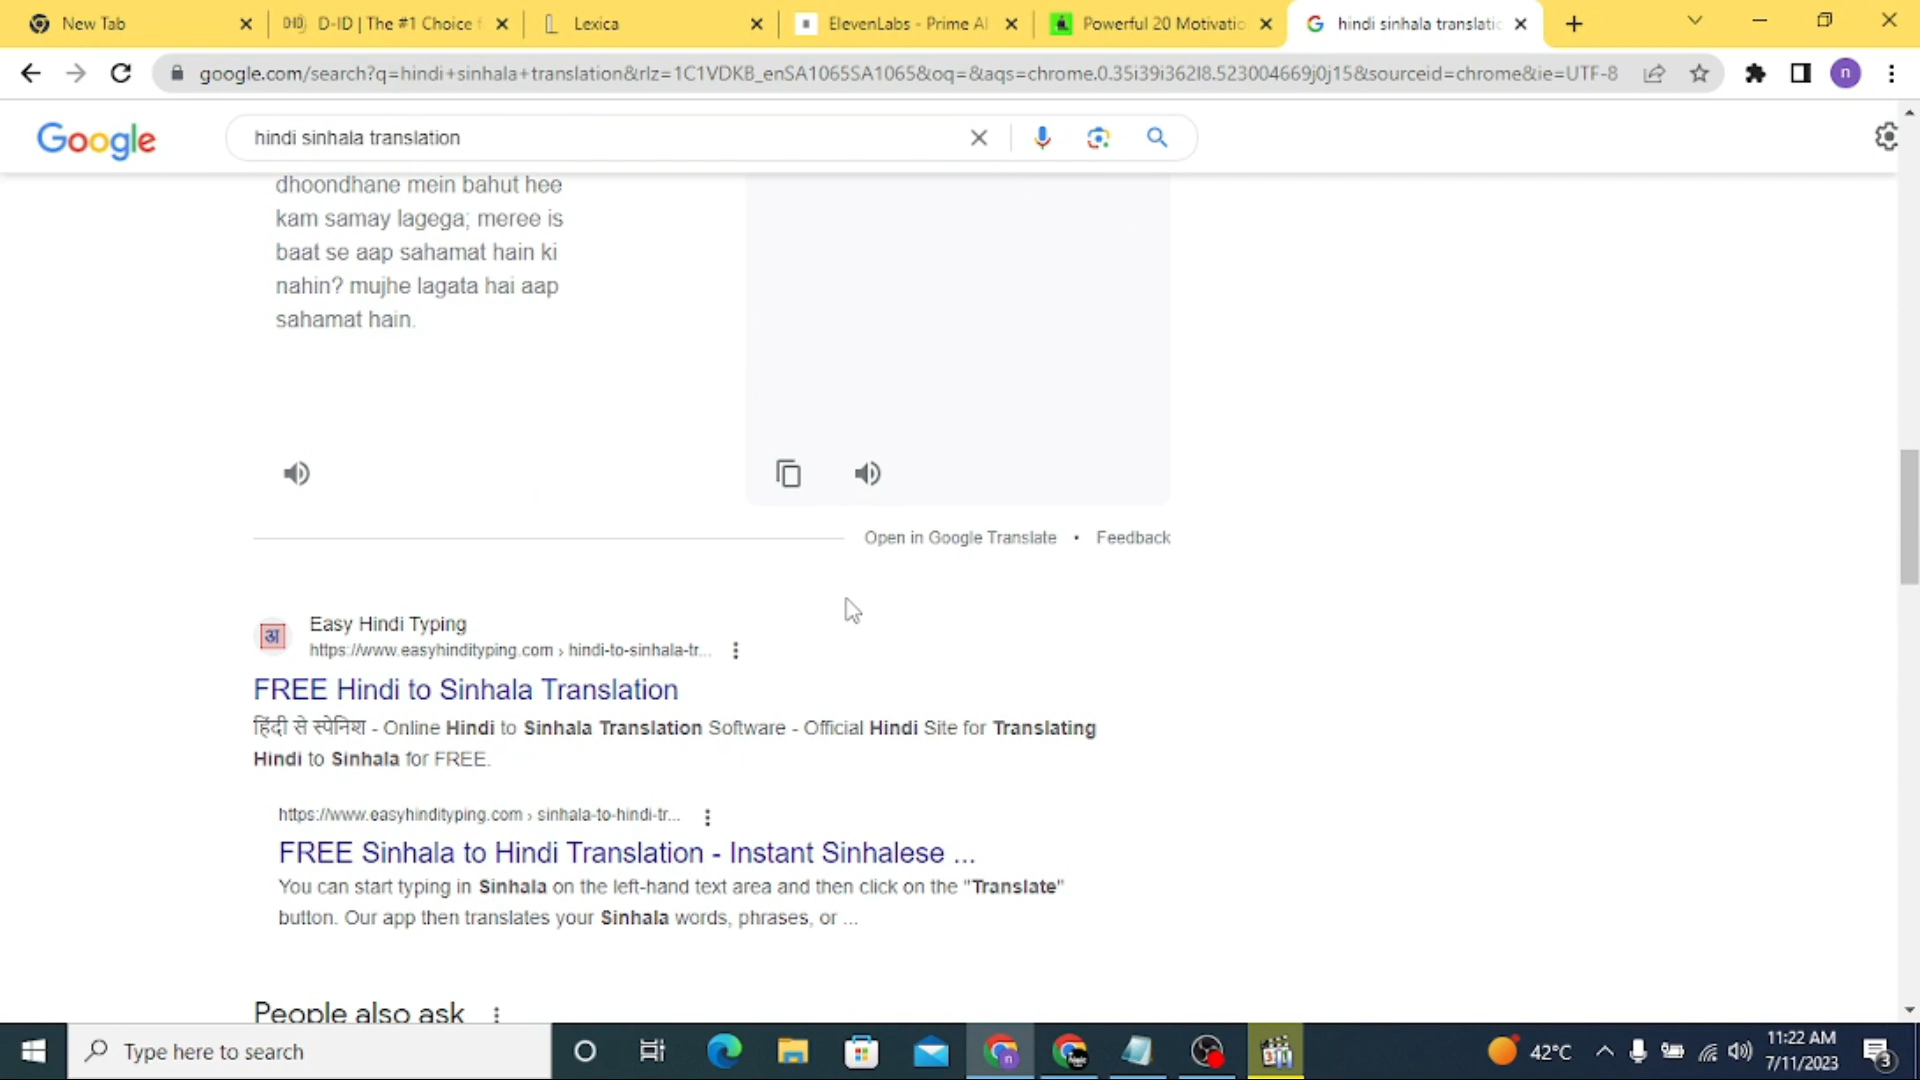 New Tab
D-ID | The #1 Choice f
Lexica
ElevenLabs - Prime AI
Powerful 20 Motivatio
hindi sinhala translatic
google.com/search?q=hindi+sinhala+translation&rlz=1C1VDKB_enSA1065SA1065&oq=&aqs=chrome.0.35i39i362l8.523004669j0j15&sourceid=chrome&ie=UTF-8
n
Google
hindi sinhala translation
dhoondhane mein bahut hee
kam samay lagega; meree is
baat se aap sahamat hain ki
nahin? mujhe lagata hai aap
sahamat hain.
Open in Google Translate • Feedback
अ
Easy Hindi Typing
https://www.easyhindityping.com › hindi-to-sinhala-tr...
FREE Hindi to Sinhala Translation
हिंदी से स्पेनिश - Online Hindi to Sinhala Translation Software - Official Hindi Site for Translating
Hindi to Sinhala for FREE.
https://www.easyhindityping.com › sinhala-to-hindi-tr...
FREE Sinhala to Hindi Translation - Instant Sinhalese ...
You can start typing in Sinhala on the left-hand text area and then click on the "Translate"
button. Our app then translates your Sinhala words, phrases, or ...
People also ask
Type here to search
42°C
11:22 AM
7/11/2023
3